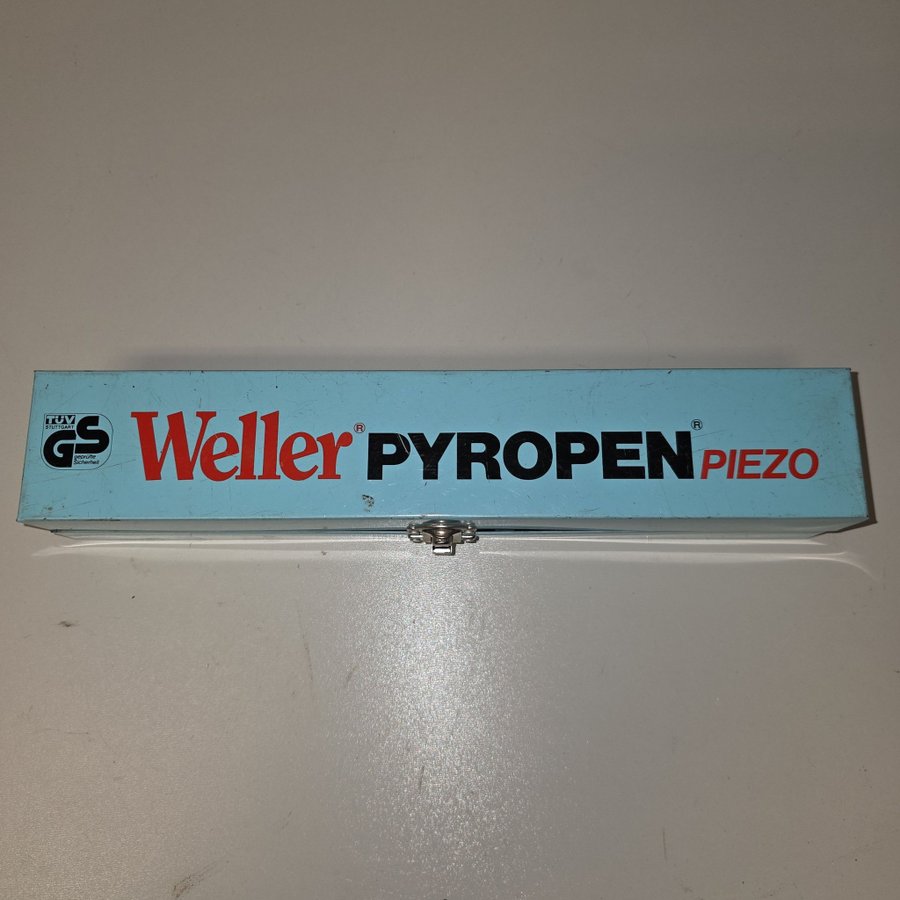 TÜV
STUTTGART
GS
geprüfte
Sicherheit
Weller® PYROPEN® PIEZO